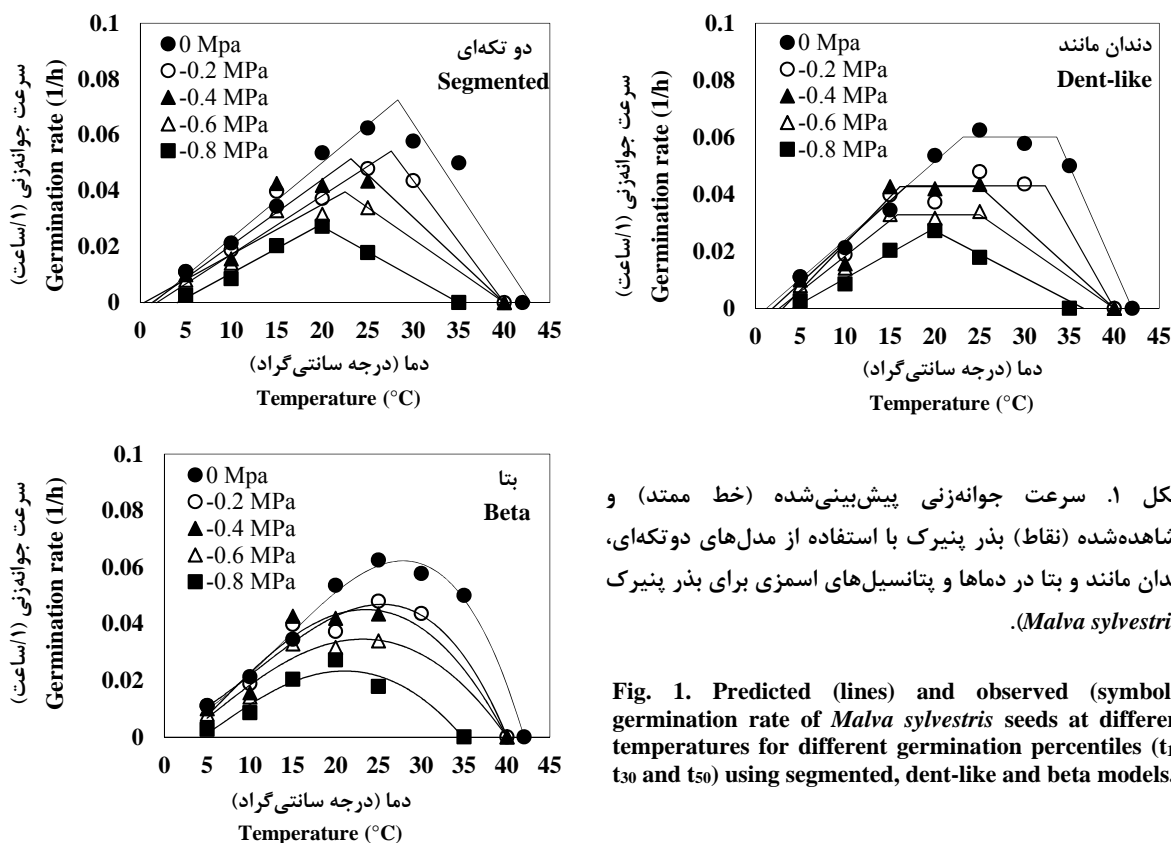 0.1
0.08
0.06
0.04
0.02
0
0 Mpa
-0.2 MPa
-0.4 MPa
-0.6 MPa
-0.8 MPa
دو تکه‌ای
Segmented
سرعت جوانه‌زنی (۱/ساعت)
Germination rate (1/h)
0 5 10 15 20 25 30 35 40 45
دما (درجه سانتی‌گراد)
Temperature (°C)
0.1
0.08
0.06
0.04
0.02
0
0 Mpa
-0.2 MPa
-0.4 MPa
-0.6 MPa
-0.8 MPa
دندان مانند
Dent-like
سرعت جوانه‌زنی (۱/ساعت)
Germination rate (1/h)
0 5 10 15 20 25 30 35 40 45
دما (درجه سانتی‌گراد)
Temperature (°C)
0.1
0.08
0.06
0.04
0.02
0
0 Mpa
-0.2 MPa
-0.4 MPa
-0.6 MPa
-0.8 MPa
بتا
Beta
سرعت جوانه‌زنی (۱/ساعت)
Germination rate (1/h)
0 5 10 15 20 25 30 35 40 45
دما (درجه سانتی‌گراد)
Temperature (°C)
۱. سرعت جوانه‌زنی پیش‌بینی‌شده (خط ممتد) و
(نقاط) بذر پنیرک با استفاده از مدل‌های دوتکه‌ای،
مانند و بتا در دماها و پتانسیل‌های اسمزی برای بذر پنیرک
.(Malva sylvestri
Fig. 1. Predicted (lines) and observed (symbol
germination rate of Malva sylvestris seeds at differen
temperatures for different germination percentiles (t1
t30 and t50) using segmented, dent-like and beta models.